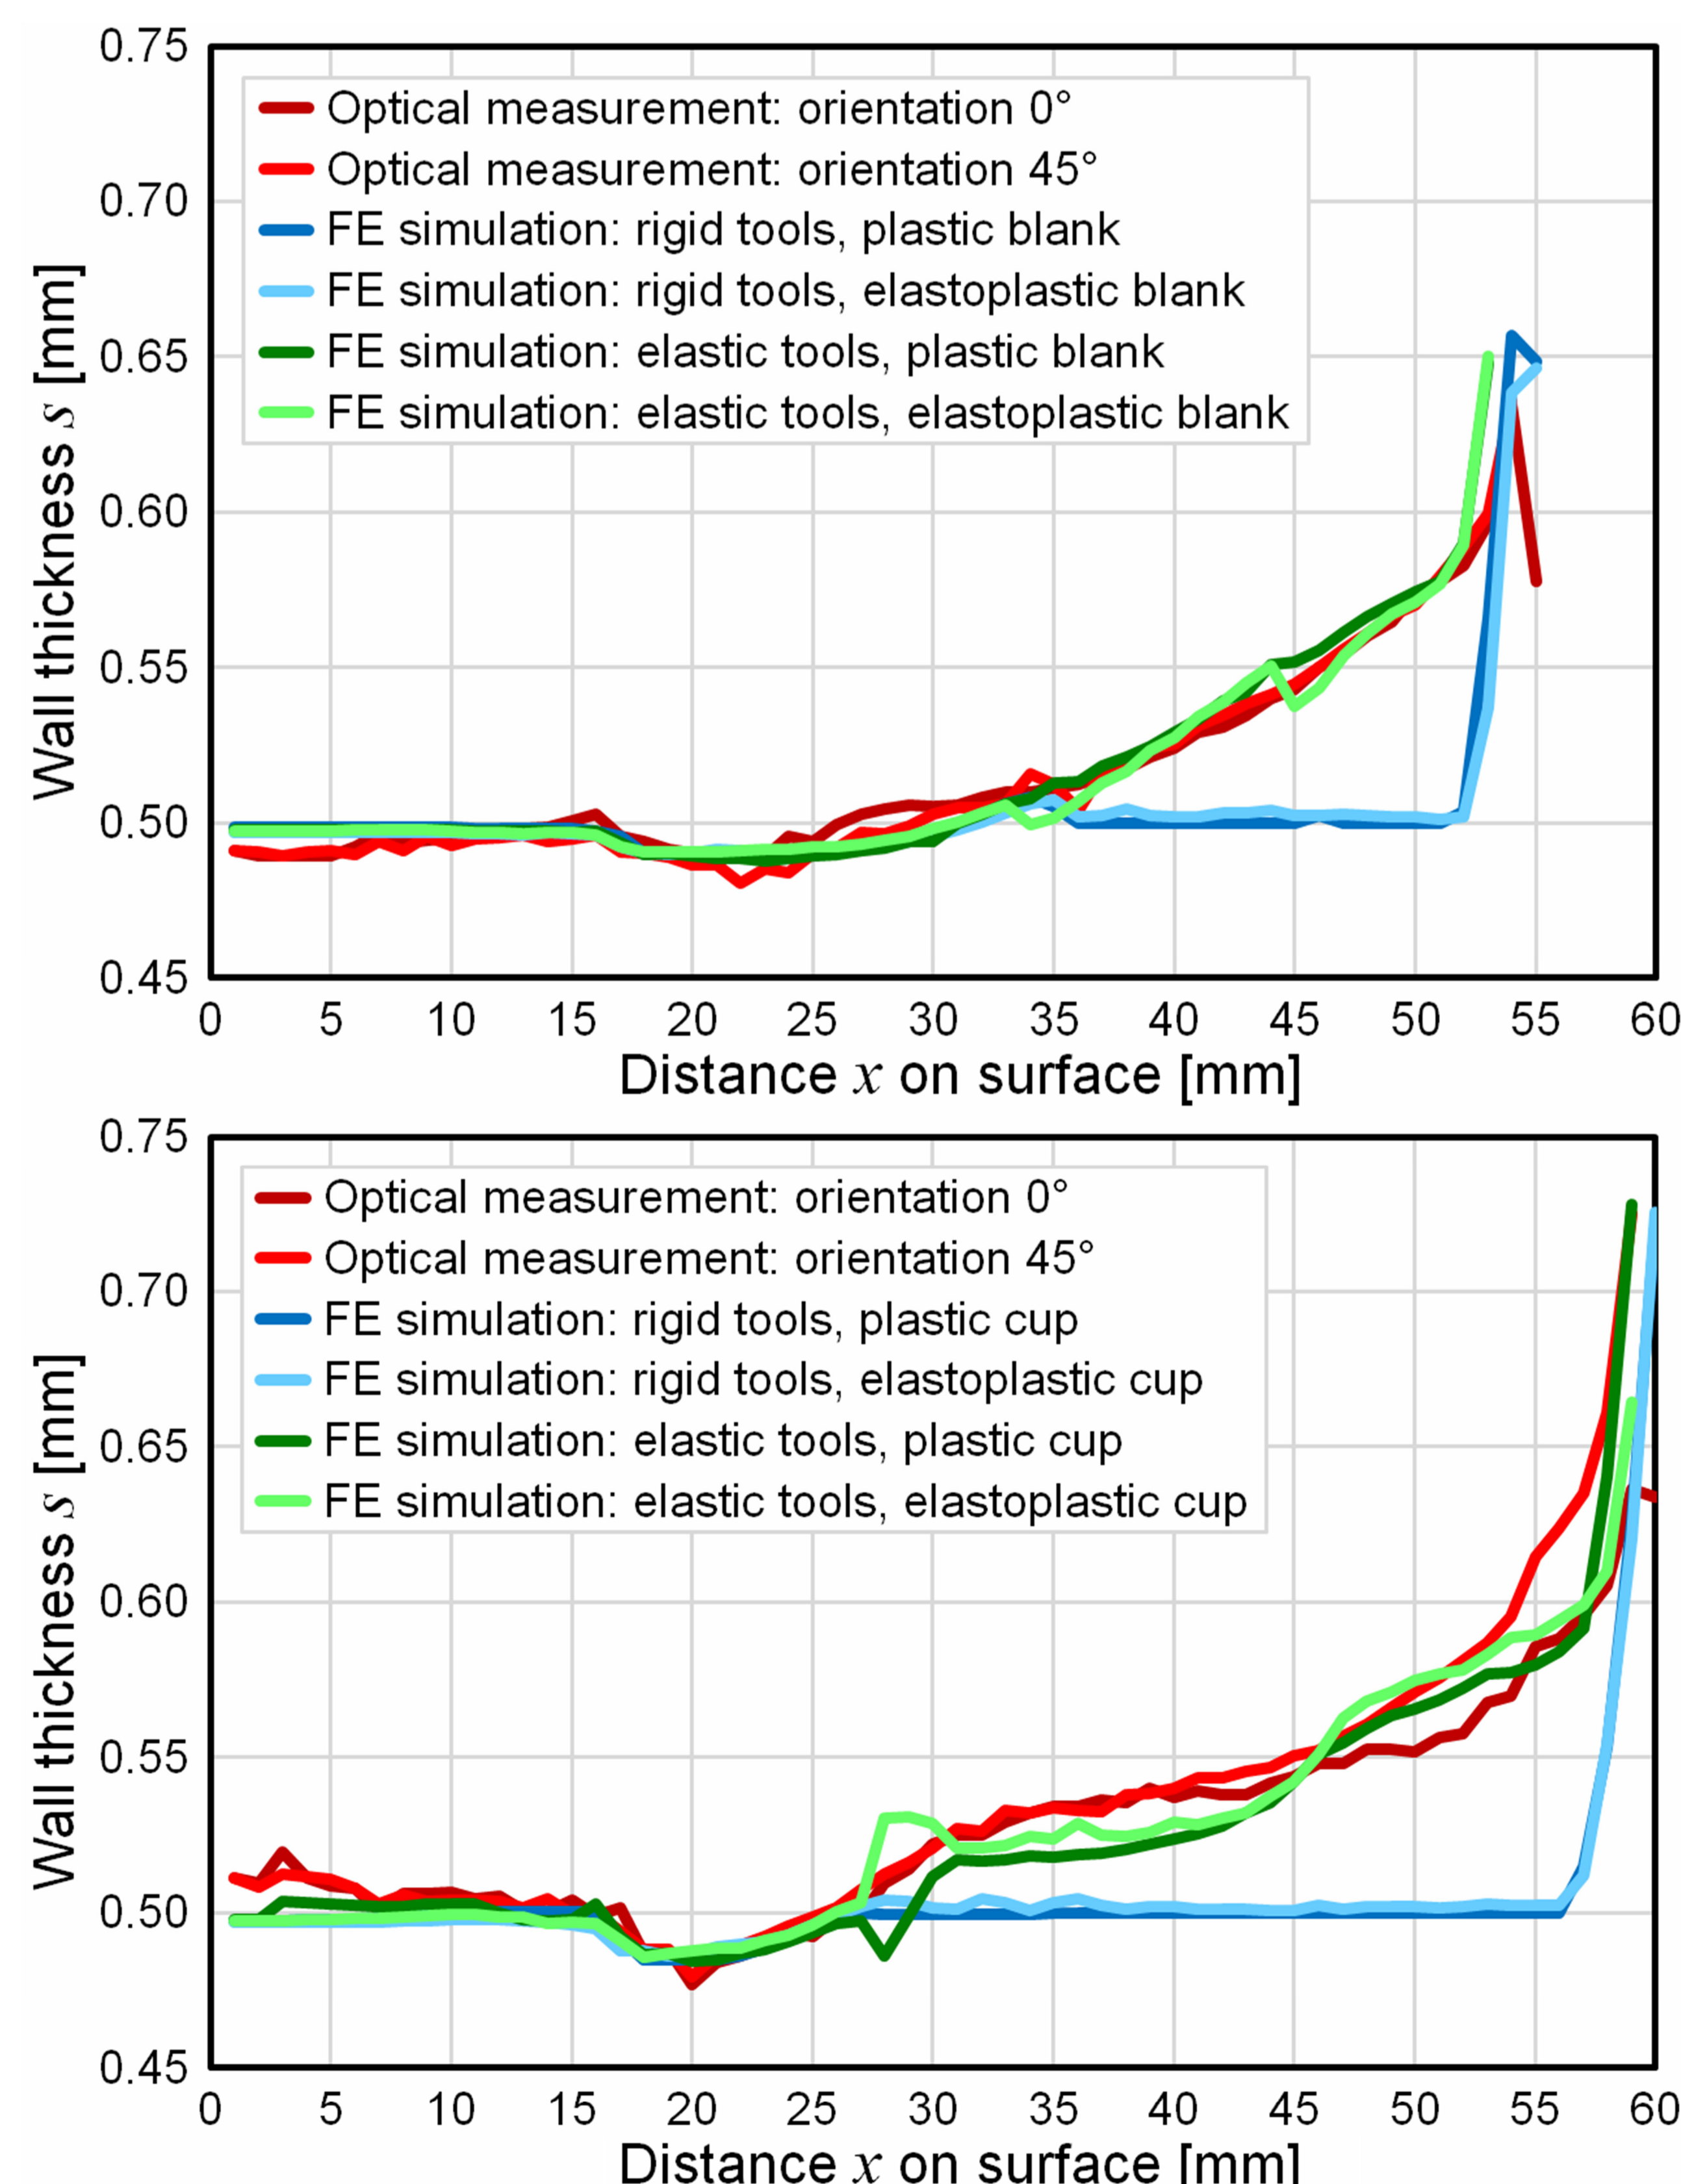 0.75
Optical measurement: orientation 0°
Optical measurement: orientation 45°
0.70
FE simulation: rigid tools, plastic blank
FE simulation: rigid tools, elastoplastic blank
0.65
FE simulation: elastic tools, plastic blank
FE simulation: elastic tools, elastoplastic blank
0.60
0.55
0.50
0.45
Wall thickness s [mm]
0 5 10 15 20 25 30 35 40 45 50 55 60
Distance x on surface [mm]
0.75
Optical measurement: orientation 0°
Optical measurement: orientation 45°
0.70
FE simulation: rigid tools, plastic cup
FE simulation: rigid tools, elastoplastic cup
0.65
FE simulation: elastic tools, plastic cup
FE simulation: elastic tools, elastoplastic cup
0.60
0.55
0.50
0.45
Wall thickness s [mm]
0 5 10 15 20 25 30 35 40 45 50 55 60
Distance x on surface [mm]